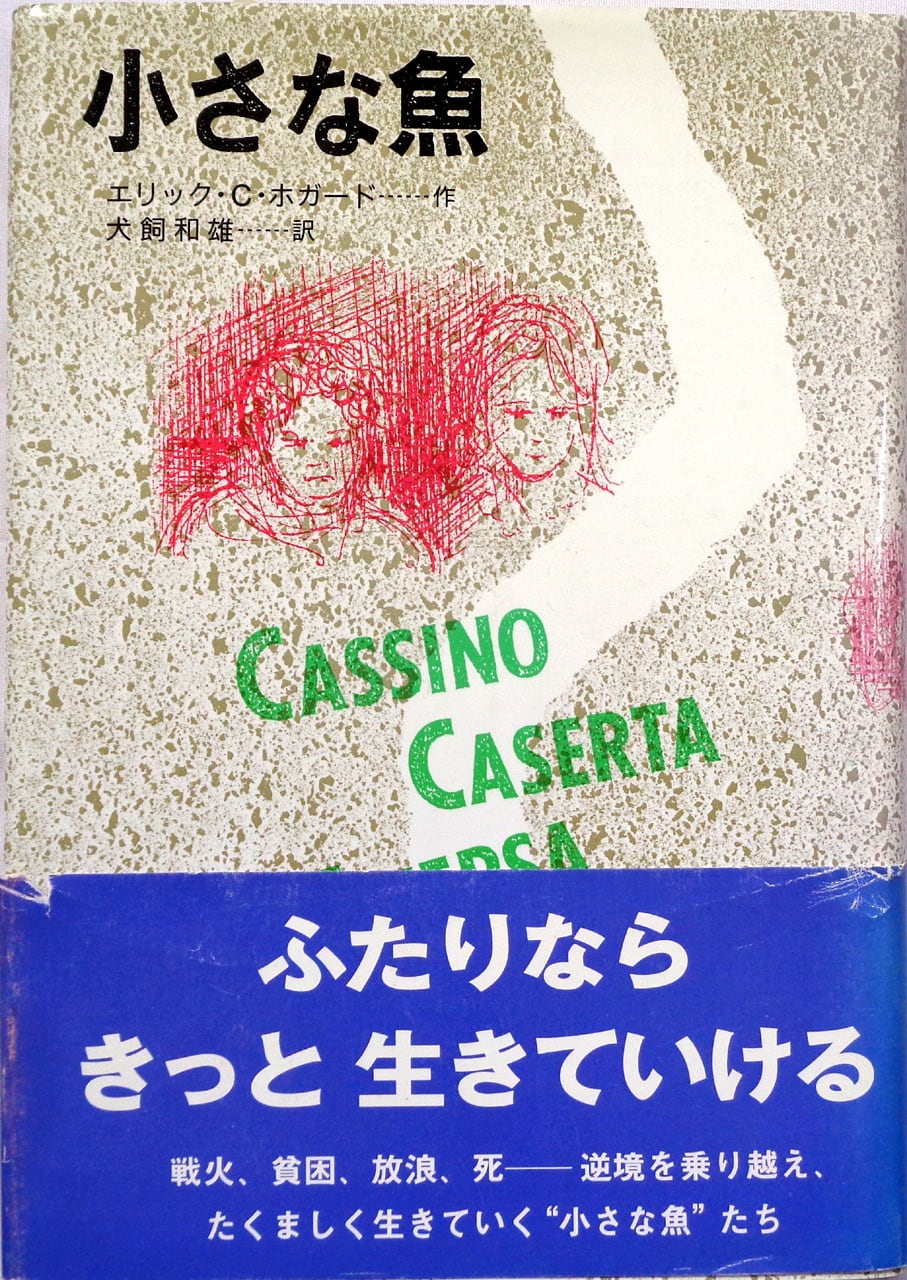 小さな魚
エリック・C・ホガード……作
犬飼和雄……訳
CASSINO
CASERTA
ふたりなら
きっと 生きていける
戦火、貧困、放浪、死——逆境を乗り越え、
たくましく生きていく“小さな魚”たち